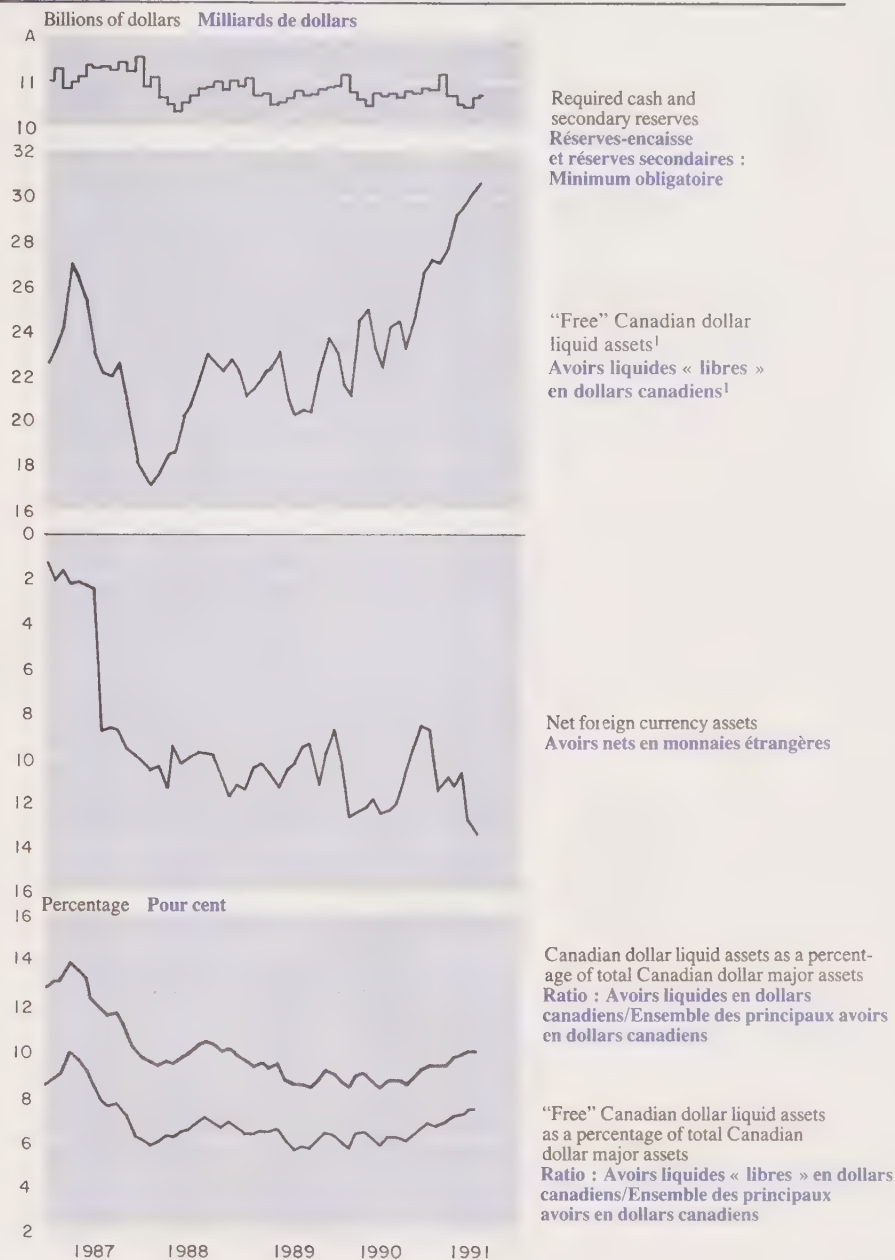 Billions of dollars Milliards de dollars
A
11
10
Required cash and
secondary reserves
Réserves-encaisse
et réserves secondaires :
Minimum obligatoire
32
30
28
26
24
22
20
18
16
"Free" Canadian dollar
liquid assets¹
Avoirs liquides « libres »
en dollars canadiens¹
0
2
4
6
8
10
12
14
16
Net foreign currency assets
Avoirs nets en monnaies étrangères
Percentage Pour cent
16
14
12
10
8
6
4
2
Canadian dollar liquid assets as a percent-
age of total Canadian dollar major assets
Ratio : Avoirs liquides en dollars
canadiens/Ensemble des principaux avoirs
en dollars canadiens
"Free" Canadian dollar liquid assets
as a percentage of total Canadian
dollar major assets
Ratio : Avoirs liquides « libres » en dollars
canadiens/Ensemble des principaux
avoirs en dollars canadiens
1987 1988 1989 1990 1991